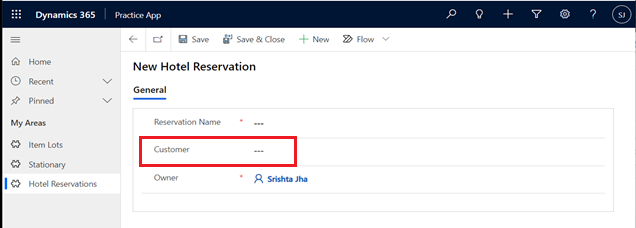 Dynamics 365 Practice App SJ
Save Save & Close New Flow
Home
Recent
Pinned
My Areas
Item Lots
Stationary
Hotel Reservations
New Hotel Reservation
General
Reservation Name * ---
Customer ---
Owner * Srishta Jha